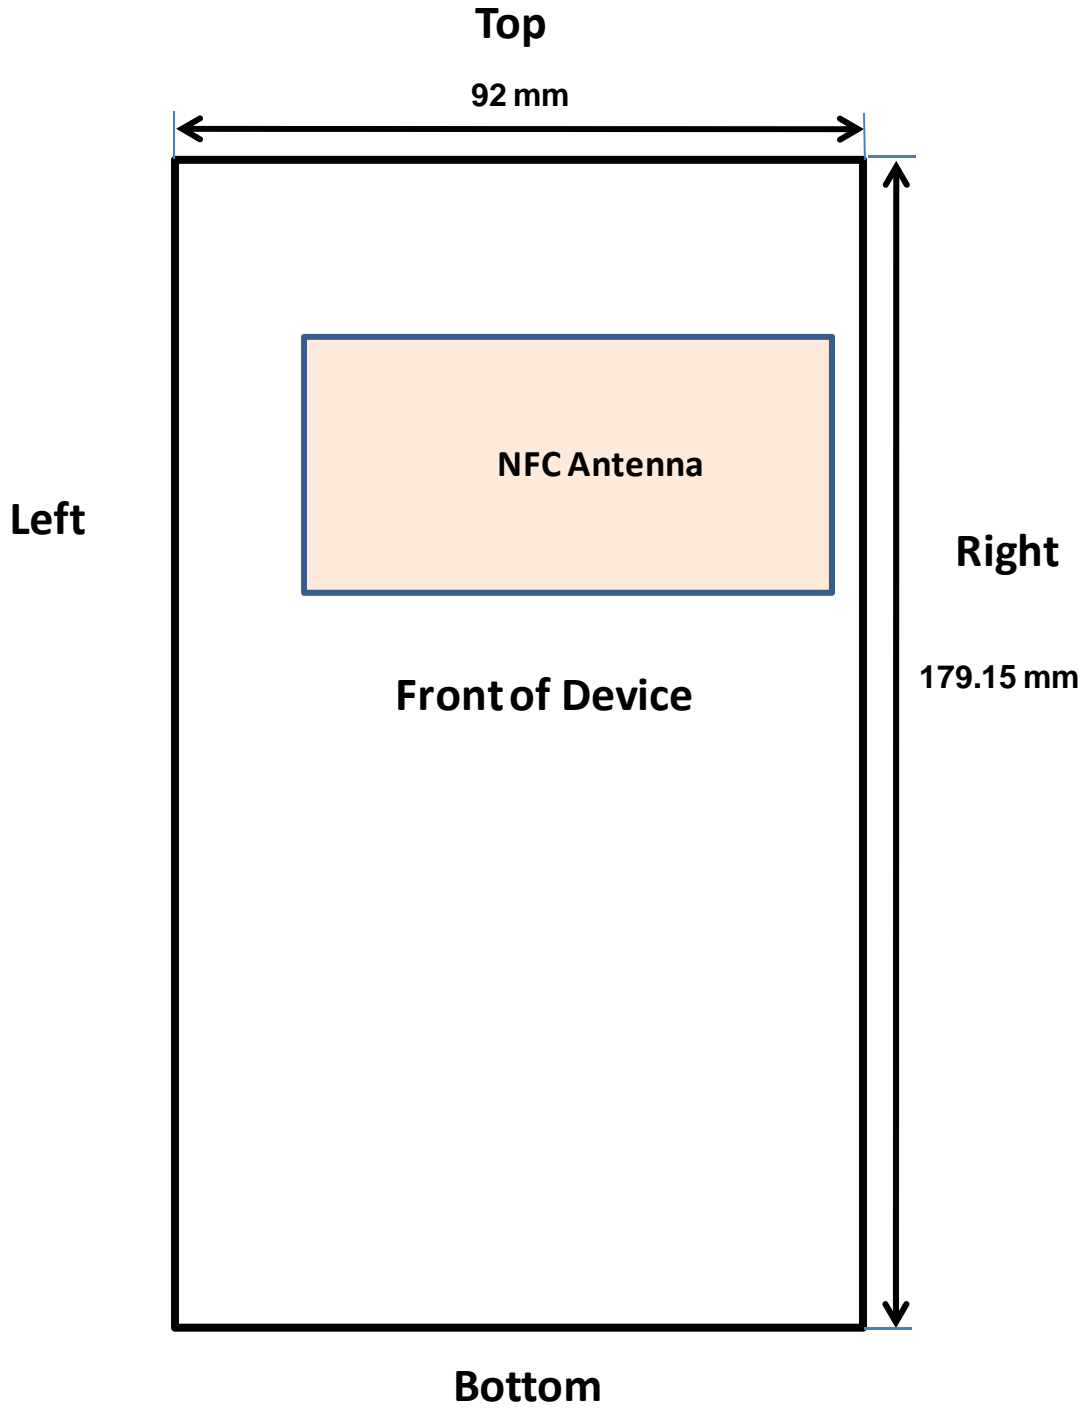 Top
92 mm
NFC Antenna
Left
Right
179.15 mm
Front of Device
Bottom